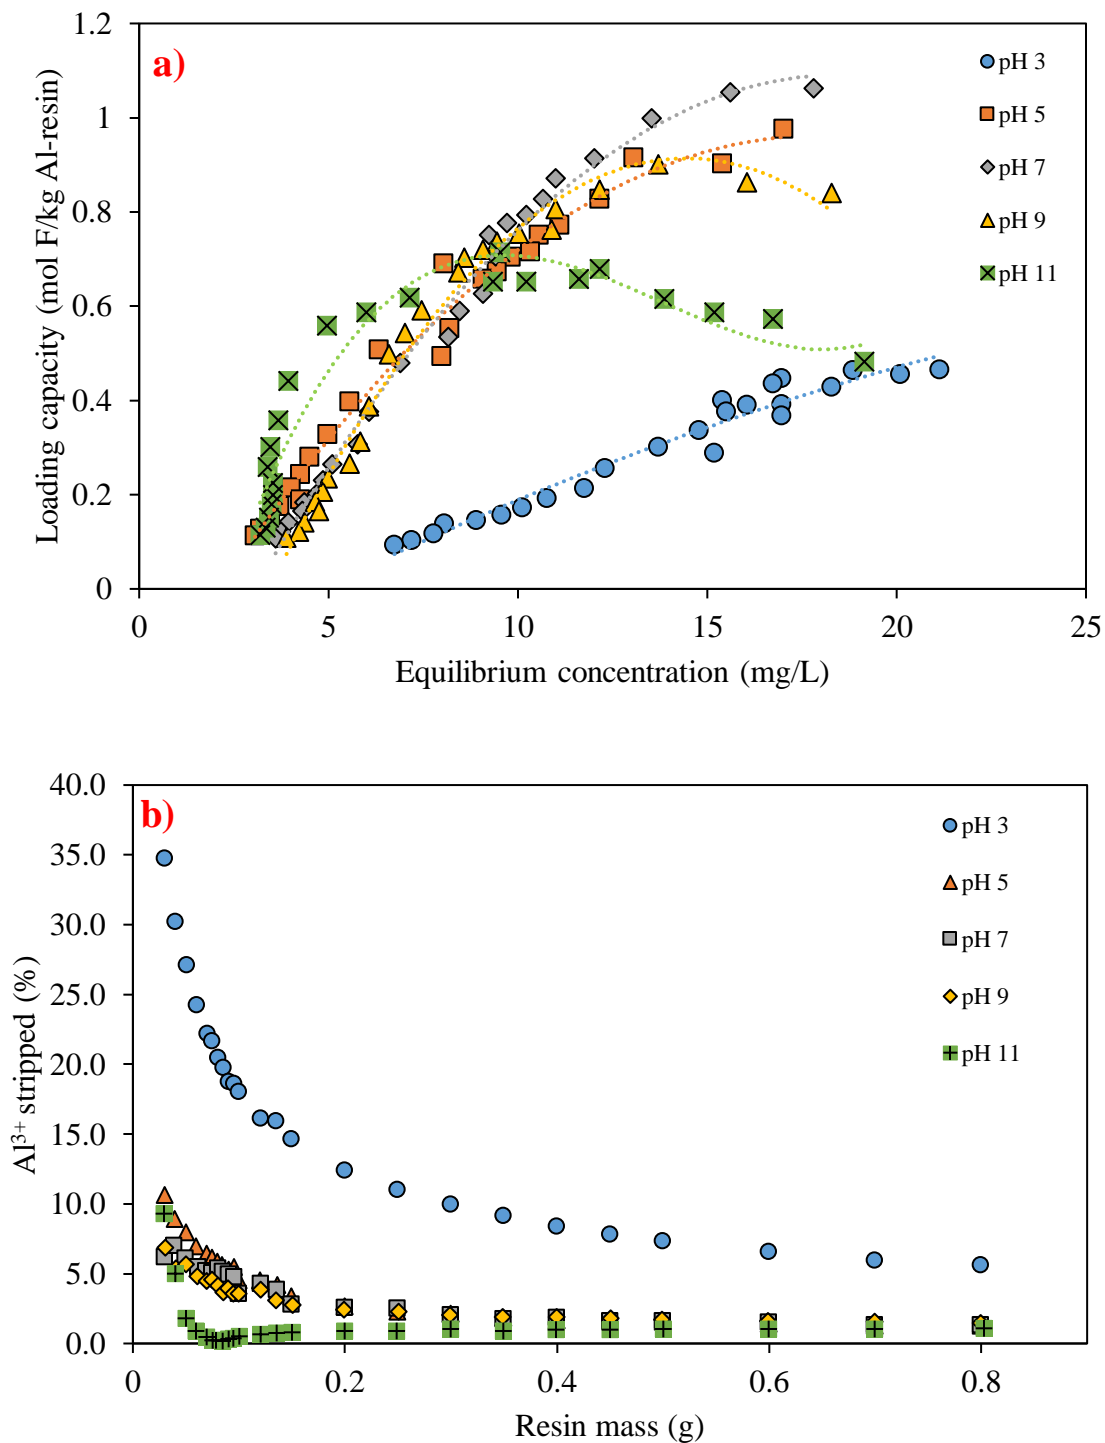 a)
Loading capacity (mol F/kg Al-resin)
1.2
1
0.8
0.6
0.4
0.2
0
0
5
10
15
20
25
Equilibrium concentration (mg/L)
pH 3
pH 5
pH 7
pH 9
pH 11
b)
Al³⁺ stripped (%)
40.0
35.0
30.0
25.0
20.0
15.0
10.0
5.0
0.0
0
0.2
0.4
0.6
0.8
Resin mass (g)
pH 3
pH 5
pH 7
pH 9
pH 11